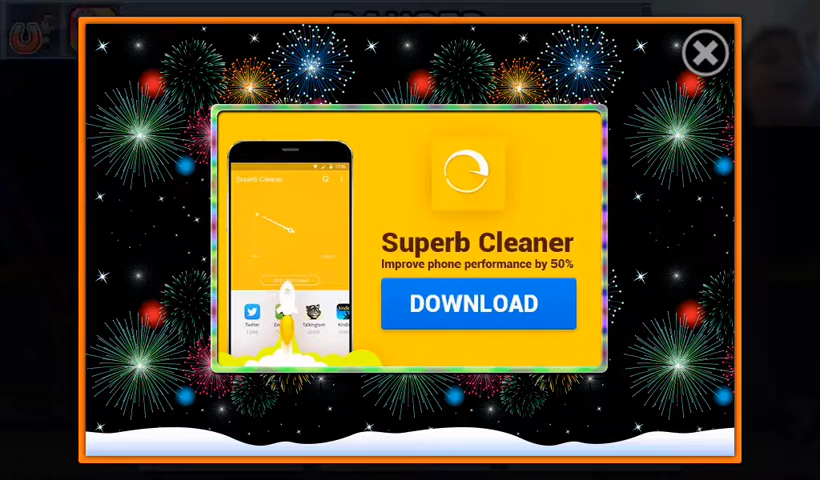 Superb Cleaner
Superb Cleaner
Improve phone performance by 50%
DOWNLOAD
Twitter
Talkingtom